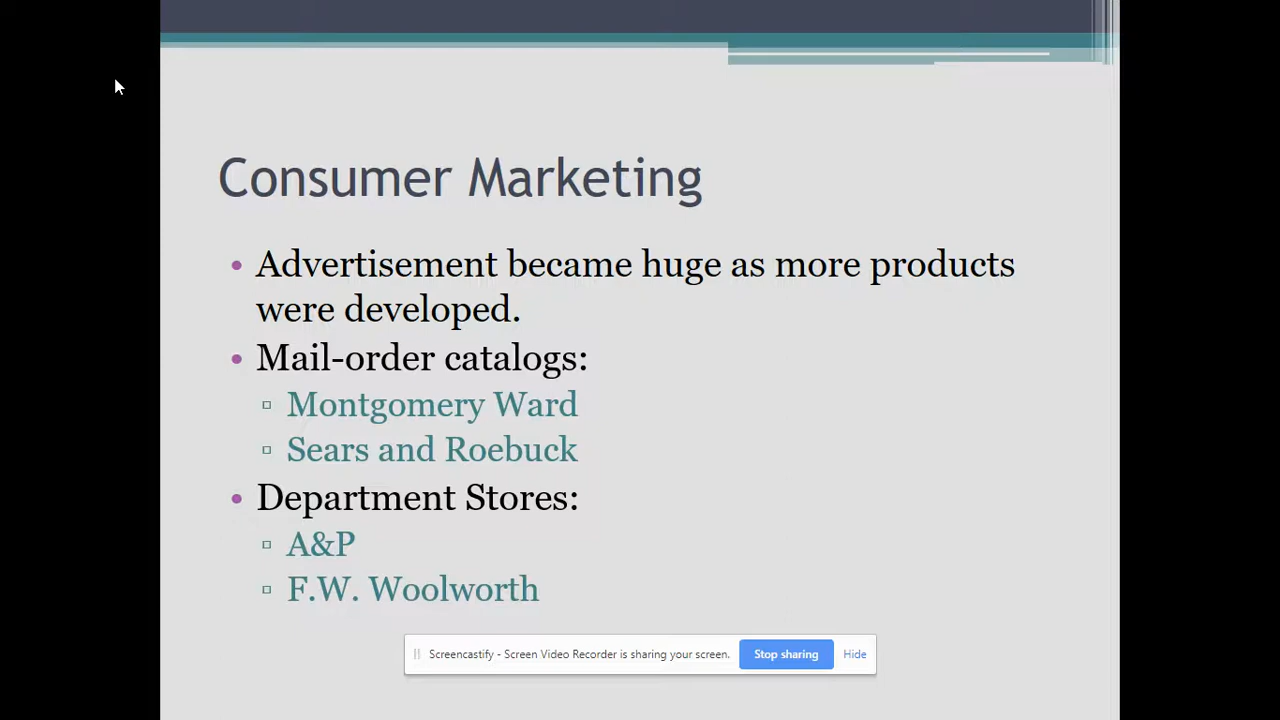 Consumer Marketing
• Advertisement became huge as more products
were developed.
• Mail-order catalogs:
▫ Montgomery Ward
▫ Sears and Roebuck
• Department Stores:
▫ A&P
▫ F.W. Woolworth
Screencastify - Screen Video Recorder is sharing your screen. Stop sharing Hide